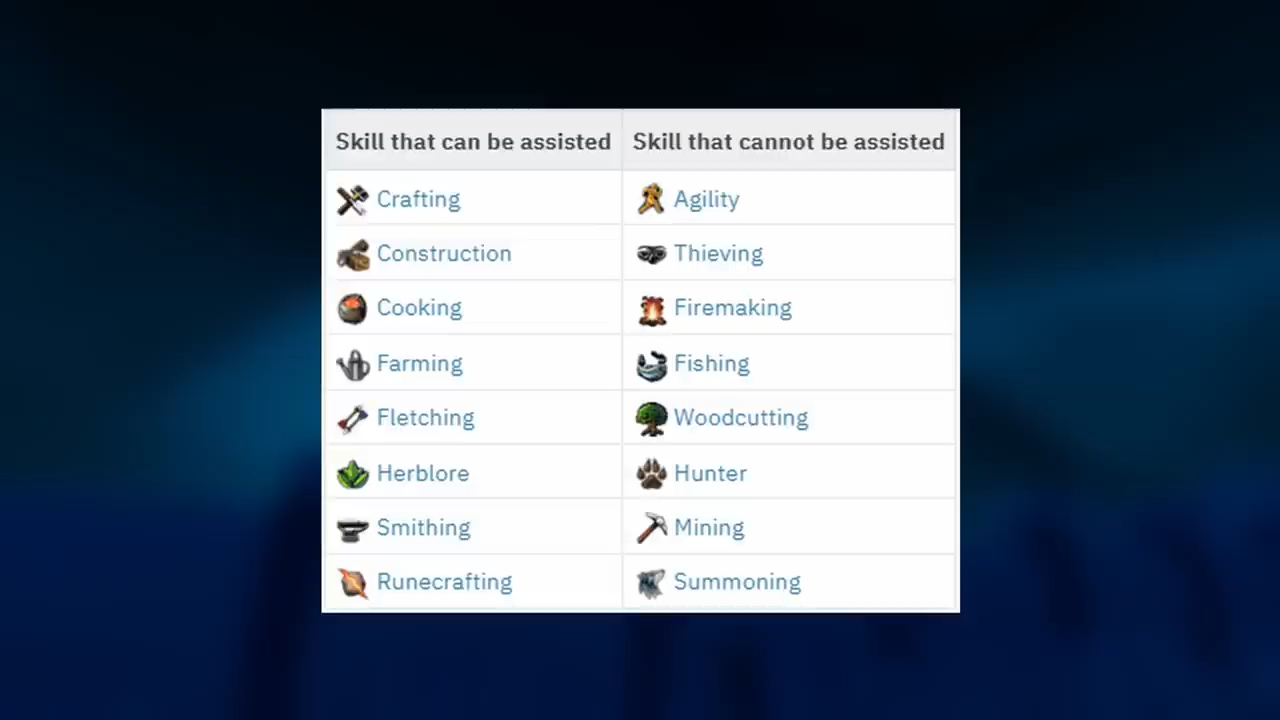 Skill that can be assisted Skill that cannot be assisted
Crafting Agility
Construction Thieving
Cooking Firemaking
Farming Fishing
Fletching Woodcutting
Herblore Hunter
Smithing Mining
Runecrafting Summoning